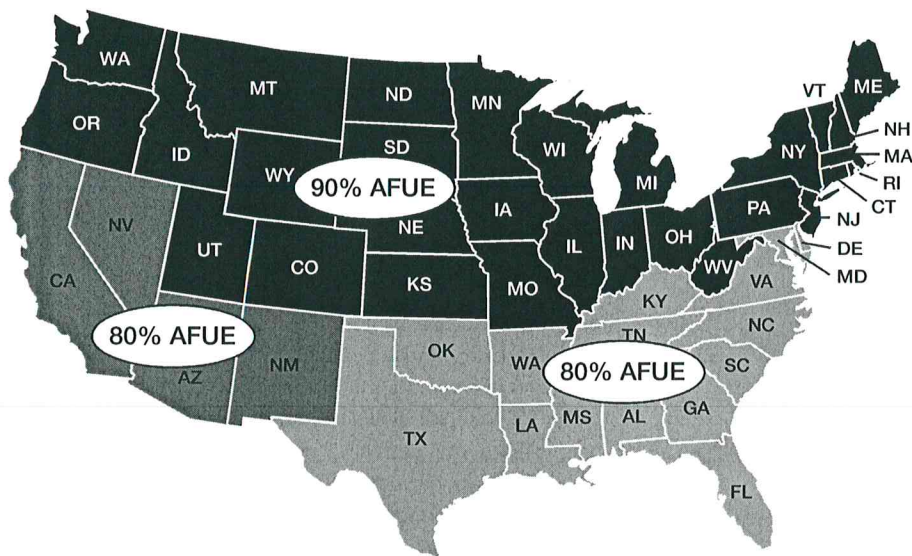 WA
MT
ND
MN
VT
ME
OR
ID
SD
WI
NY
NH
MA
WY
90% AFUE
MI
RI
CT
NE
IA
PA
NJ
NV
UT
CO
IL
IN
OH
DE
MD
CA
KS
MO
WV
VA
KY
80% AFUE
OK
WA
TN
NC
80% AFUE
SC
AZ
NM
TX
LA
MS
AL
GA
FL